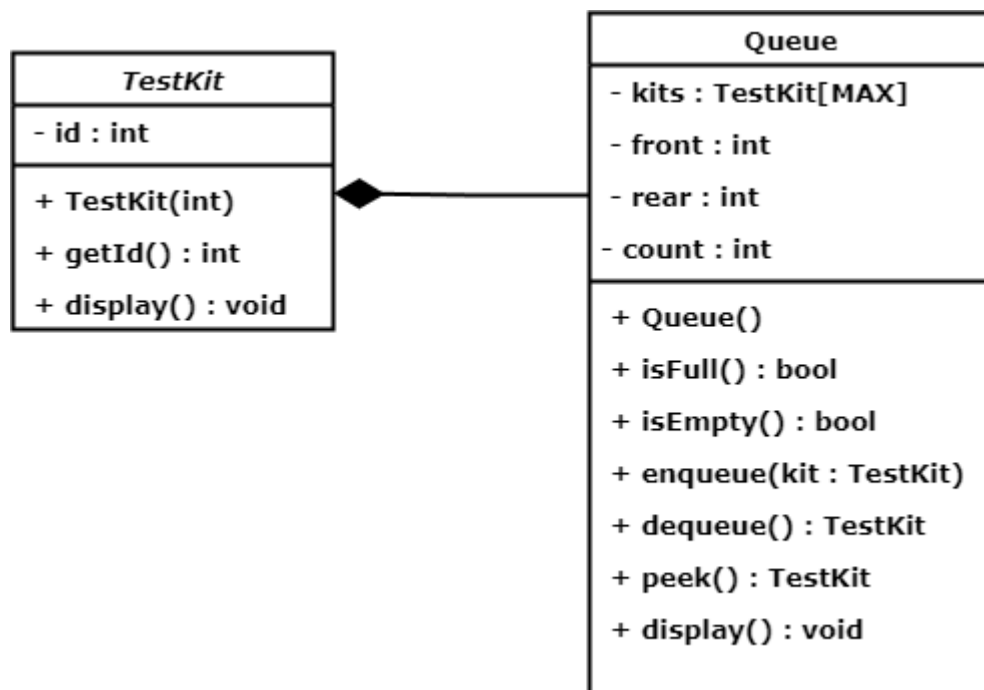 TestKit
- id : int
+ TestKit(int)
+ getId() : int
+ display() : void
Queue
- kits : TestKit[MAX]
- front : int
- rear : int
- count : int
+ Queue()
+ isFull() : bool
+ isEmpty() : bool
+ enqueue(kit : TestKit)
+ dequeue() : TestKit
+ peek() : TestKit
+ display() : void